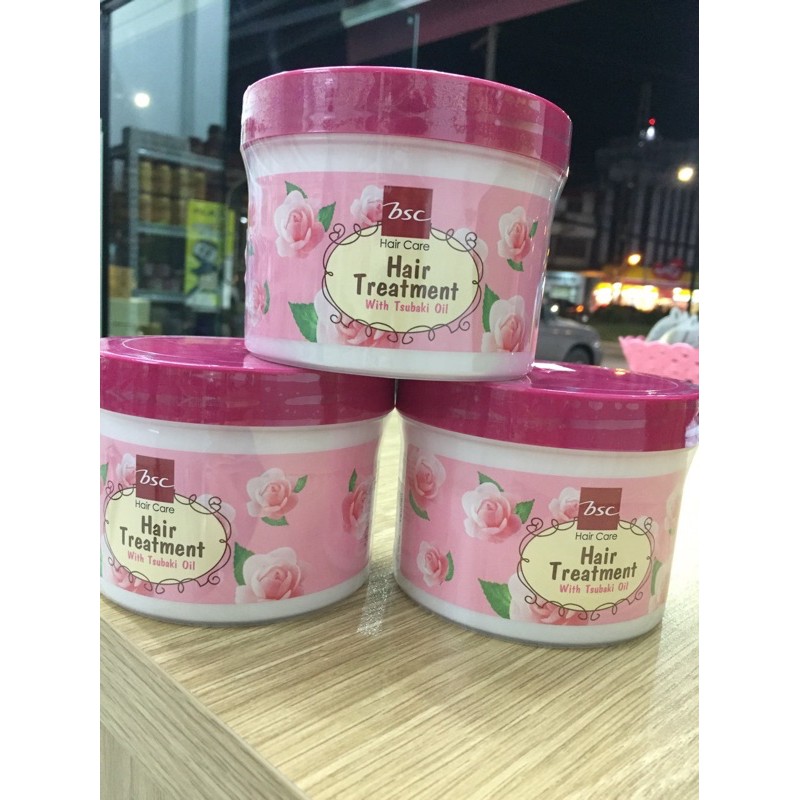 bsc
Hair Care
Hair
Treatment
With Tsubaki Oil
bsc
Hair Care
Hair
Treatment
With Tsubaki Oil
bsc
Hair Care
Hair
Treatment
With Tsubaki Oil